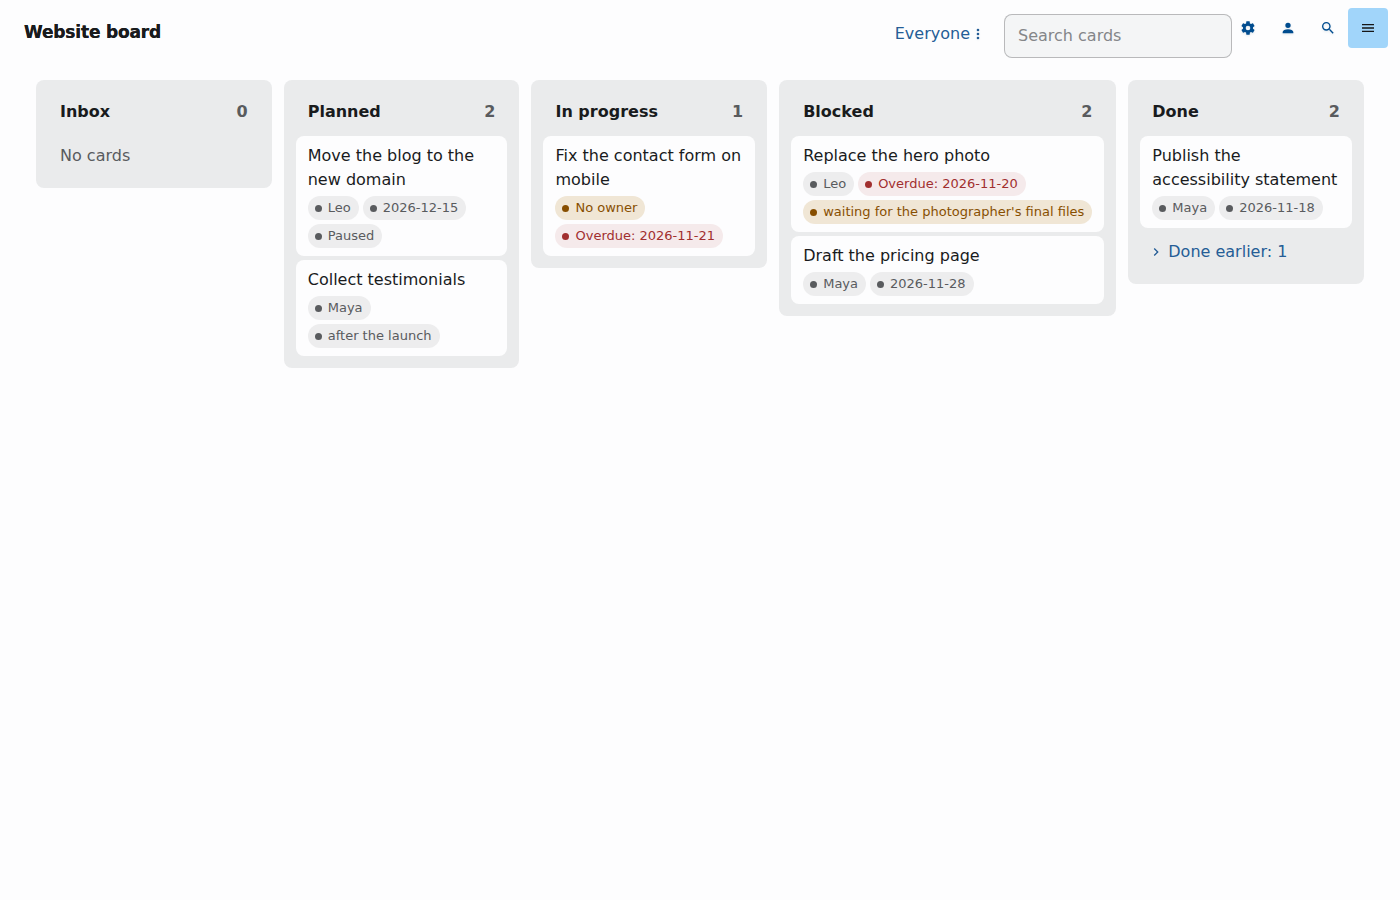 Website board
Everyone
Search cards
Inbox 0
No cards
Planned 2
Move the blog to the
new domain
Leo 2026-12-15
Paused
Collect testimonials
Maya
after the launch
In progress 1
Fix the contact form on
mobile
No owner
Overdue: 2026-11-21
Blocked 2
Replace the hero photo
Leo Overdue: 2026-11-20
waiting for the photographer's final files
Draft the pricing page
Maya 2026-11-28
Done 2
Publish the
accessibility statement
Maya 2026-11-18
Done earlier: 1